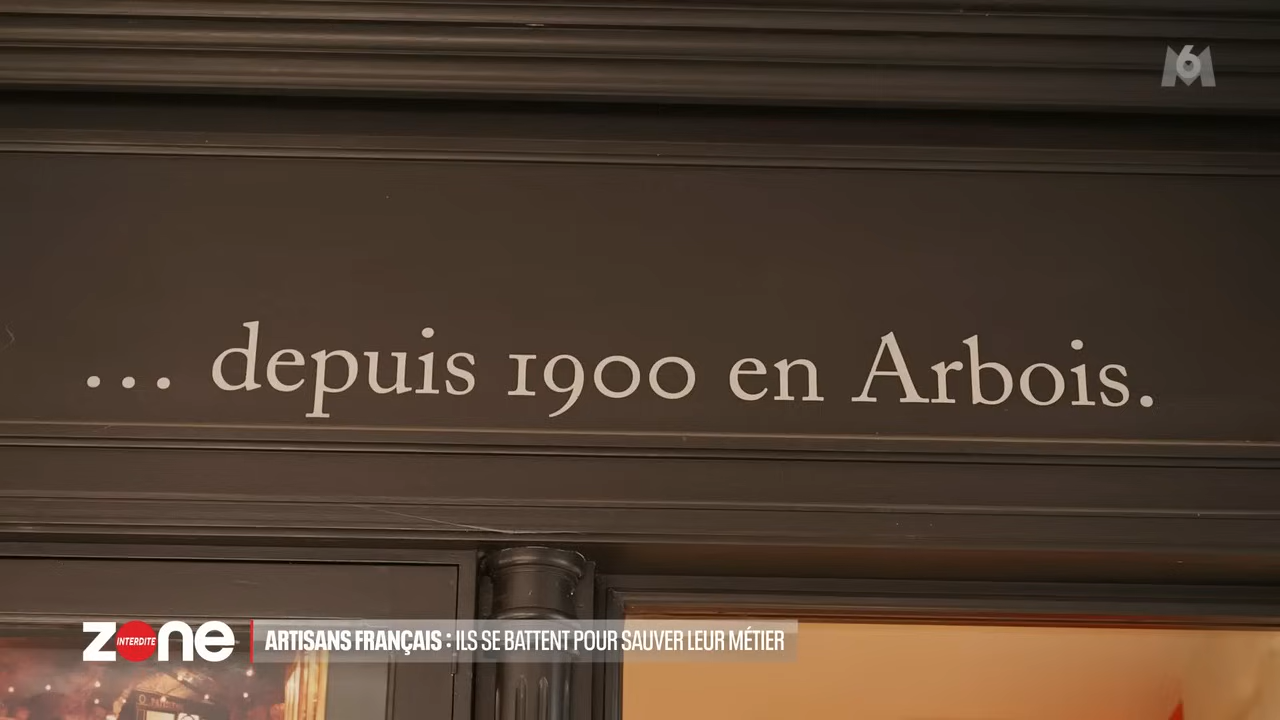 M6
... depuis 1900 en Arbois.
zone
INTERDITE
ARTISANS FRANÇAIS : ILS SE BATTENT POUR SAUVER LEUR MÉTIER